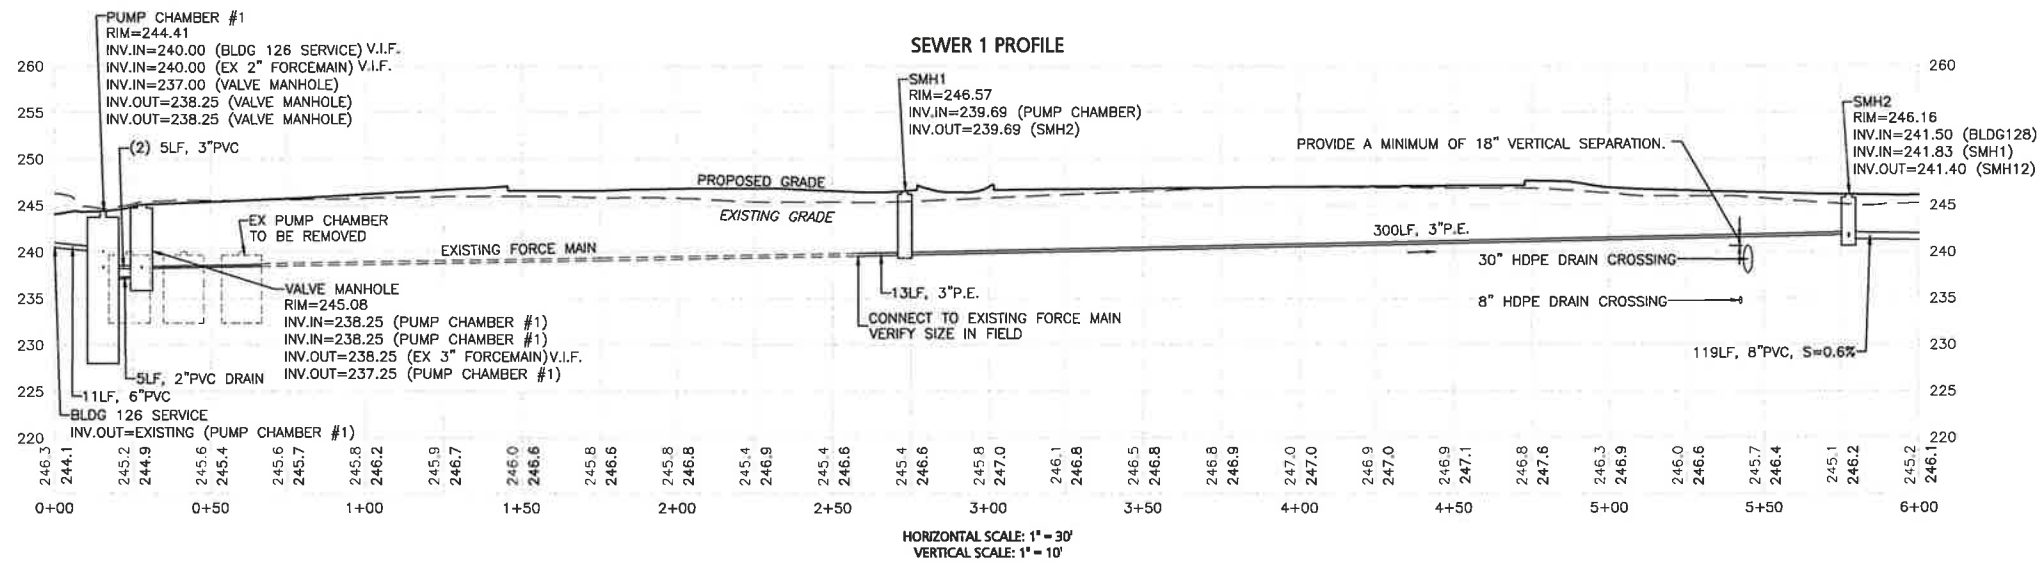 SEWER 1 PROFILE
PUMP CHAMBER #1
RIM=244.41
INV.IN=240.00 (BLDG 126 SERVICE) V.I.F.
INV.IN=240.00 (EX 2" FORCEMAIN) V.I.F.
INV.IN=237.00 (VALVE MANHOLE)
INV.OUT=238.25 (VALVE MANHOLE)
INV.OUT=238.25 (VALVE MANHOLE)
(2) 5LF, 3"PVC
SMH1
RIM=246.57
INV.IN=239.69 (PUMP CHAMBER)
INV.OUT=239.69 (SMH2)
PROVIDE A MINIMUM OF 18" VERTICAL SEPARATION.
SMH2
RIM=246.16
INV.IN=241.50 (BLDG128)
INV.IN=241.83 (SMH1)
INV.OUT=241.40 (SMH12)
260
255
250
245
240
235
230
225
220
260
245
240
235
230
225
220
PROPOSED GRADE
EXISTING GRADE
EX PUMP CHAMBER
TO BE REMOVED
EXISTING FORCE MAIN
300LF, 3"P.E.
30" HDPE DRAIN CROSSING
8" HDPE DRAIN CROSSING
VALVE MANHOLE
RIM=245.08
INV.IN=238.25 (PUMP CHAMBER #1)
INV.IN=238.25 (PUMP CHAMBER #1)
INV.OUT=238.25 (EX 3" FORCEMAIN)V.I.F.
INV.OUT=237.25 (PUMP CHAMBER #1)
13LF, 3"P.E.
CONNECT TO EXISTING FORCE MAIN
VERIFY SIZE IN FIELD
119LF, 8"PVC, S=0.6%
5LF, 2"PVC DRAIN
11LF, 6"PVC
BLDG 126 SERVICE
INV.OUT=EXISTING (PUMP CHAMBER #1)
246.3
244.1
245.2
244.9
245.6
245.4
245.6
245.7
245.8
246.2
245.9
246.7
246.0
246.6
245.8
246.6
245.6
246.8
245.4
246.9
245.4
246.6
245.4
246.6
245.8
247.0
246.1
246.8
246.5
246.8
246.8
246.9
247.0
247.0
246.9
247.0
246.9
247.1
246.8
247.6
246.3
246.9
246.0
246.6
245.7
246.4
245.1
246.2
245.2
246.1
0+00
0+50
1+00
1+50
2+00
2+50
3+00
3+50
4+00
4+50
5+00
5+50
6+00
HORIZONTAL SCALE: 1" = 30'
VERTICAL SCALE: 1" = 10'